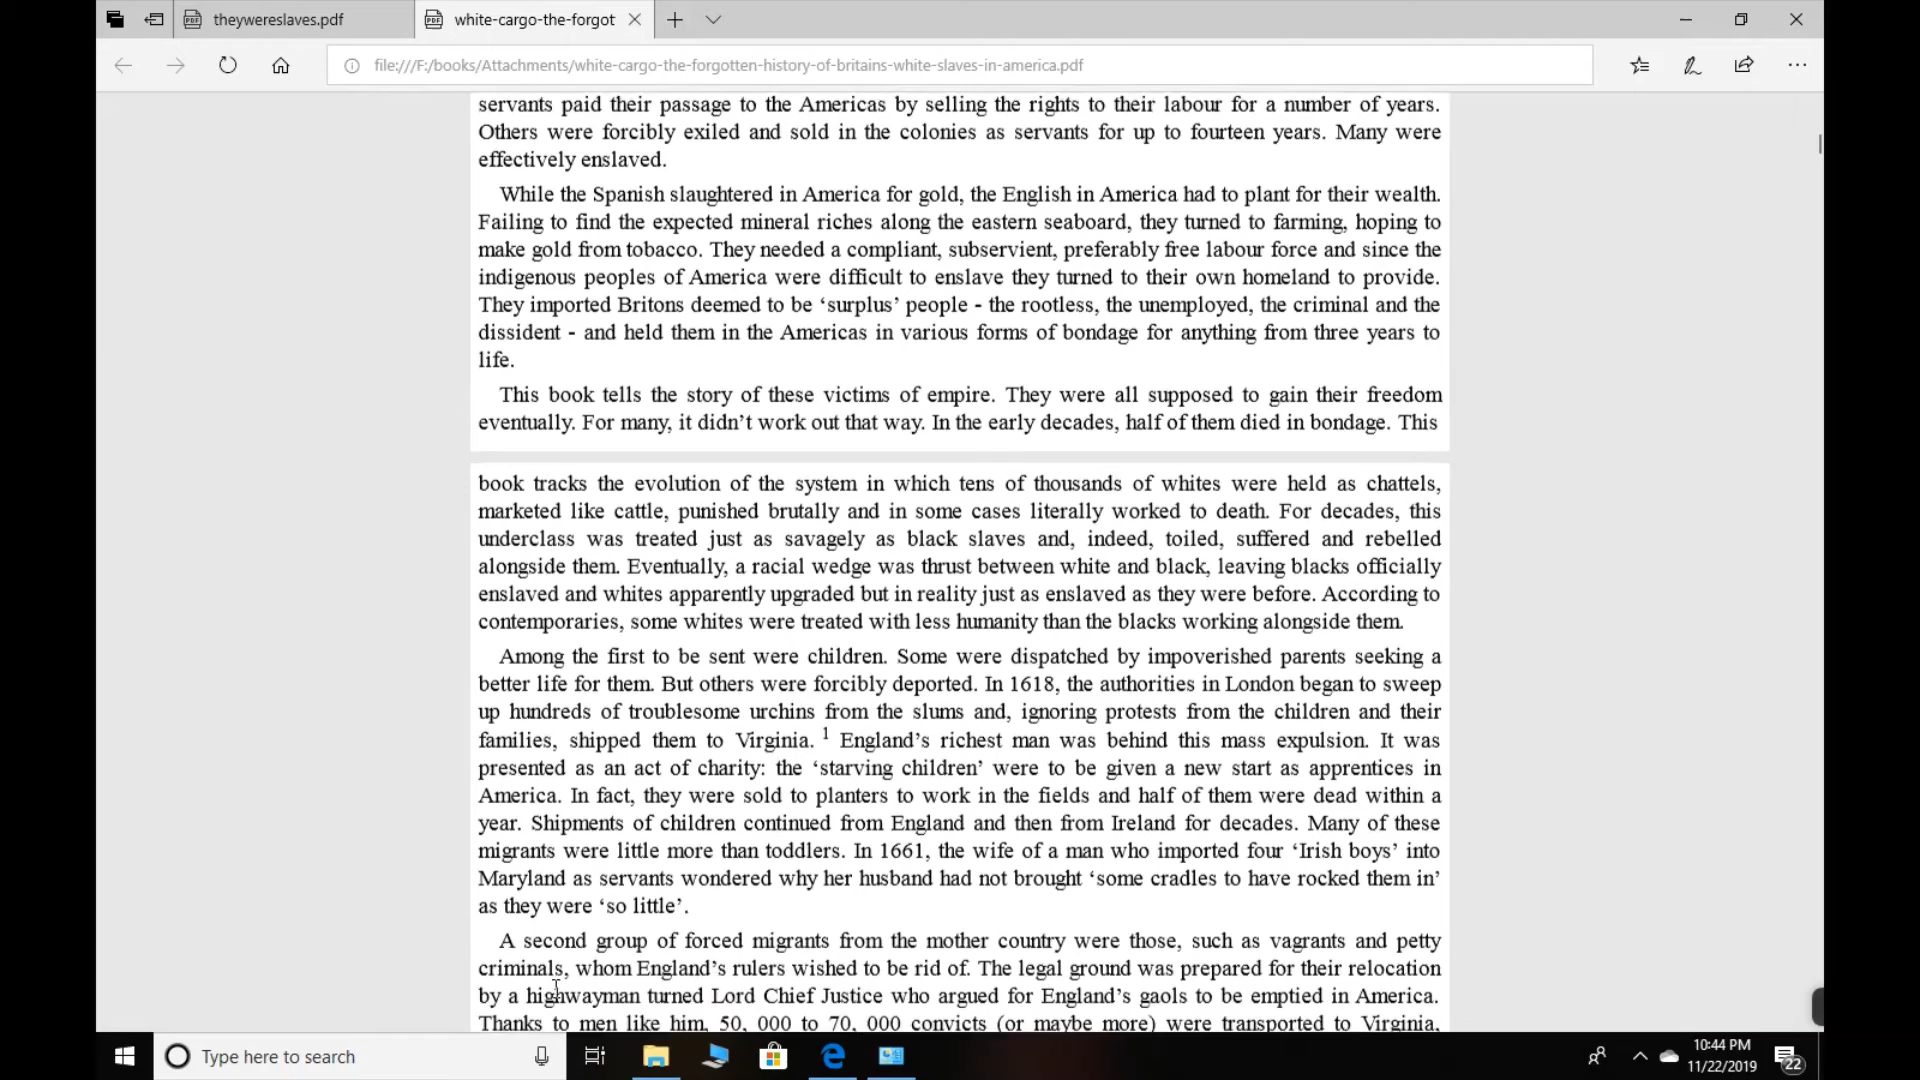 theywereslaves.pdf
white-cargo-the-forgot
file:///F:/books/Attachments/white-cargo-the-forgotten-history-of-britains-white-slaves-in-america.pdf
servants paid their passage to the Americas by selling the rights to their labour for a number of years.
Others were forcibly exiled and sold in the colonies as servants for up to fourteen years. Many were
effectively enslaved.
While the Spanish slaughtered in America for gold, the English in America had to plant for their wealth.
Failing to find the expected mineral riches along the eastern seaboard, they turned to farming, hoping to
make gold from tobacco. They needed a compliant, subservient, preferably free labour force and since the
indigenous peoples of America were difficult to enslave they turned to their own homeland to provide.
They imported Britons deemed to be ‘surplus’ people - the rootless, the unemployed, the criminal and the
dissident - and held them in the Americas in various forms of bondage for anything from three years to
life.
This book tells the story of these victims of empire. They were all supposed to gain their freedom
eventually. For many, it didn’t work out that way. In the early decades, half of them died in bondage. This
book tracks the evolution of the system in which tens of thousands of whites were held as chattels,
marketed like cattle, punished brutally and in some cases literally worked to death. For decades, this
underclass was treated just as savagely as black slaves and, indeed, toiled, suffered and rebelled
alongside them. Eventually, a racial wedge was thrust between white and black, leaving blacks officially
enslaved and whites apparently upgraded but in reality just as enslaved as they were before. According to
contemporaries, some whites were treated with less humanity than the blacks working alongside them.
Among the first to be sent were children. Some were dispatched by impoverished parents seeking a
better life for them. But others were forcibly deported. In 1618, the authorities in London began to sweep
up hundreds of troublesome urchins from the slums and, ignoring protests from the children and their
families, shipped them to Virginia. 1 England’s richest man was behind this mass expulsion. It was
presented as an act of charity: the ‘starving children’ were to be given a new start as apprentices in
America. In fact, they were sold to planters to work in the fields and half of them were dead within a
year. Shipments of children continued from England and then from Ireland for decades. Many of these
migrants were little more than toddlers. In 1661, the wife of a man who imported four ‘Irish boys’ into
Maryland as servants wondered why her husband had not brought ‘some cradles to have rocked them in’
as they were ‘so little’.
A second group of forced migrants from the mother country were those, such as vagrants and petty
criminals, whom England’s rulers wished to be rid of. The legal ground was prepared for their relocation
by a highwayman turned Lord Chief Justice who argued for England’s gaols to be emptied in America.
Thanks to men like him, 50, 000 to 70, 000 convicts (or maybe more) were transported to Virginia,
Type here to search
10:44 PM
11/22/2019
22